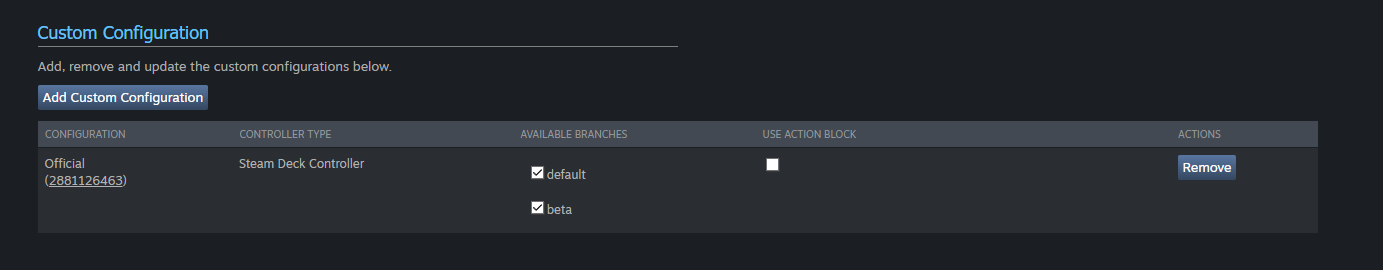 Custom Configuration
Add, remove and update the custom configurations below.
Add Custom Configuration
CONFIGURATION CONTROLLER TYPE AVAILABLE BRANCHES USE ACTION BLOCK ACTIONS
Official Steam Deck Controller default Remove
(2881126463)
beta